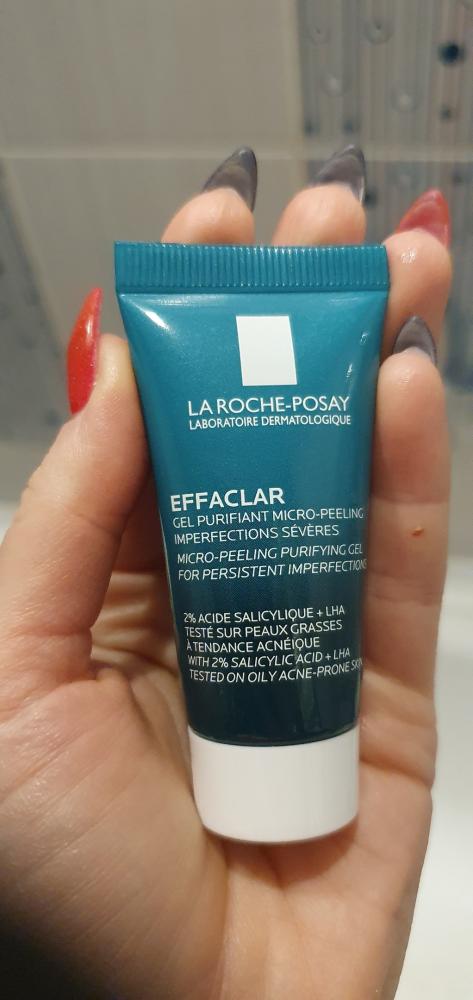 LA ROCHE-POSAY
LABORATOIRE DERMATOLOGIQUE
EFFACLAR
GEL PURIFIANT MICRO-PEELING
IMPERFECTIONS SÉVÈRES
MICRO-PEELING PURIFYING GEL
FOR PERSISTENT IMPERFECTIONS
2% ACIDE SALICYLIQUE + LHA
TESTÉ SUR PEAUX GRASSES
À TENDANCE ACNÉIQUE
WITH 2% SALICYLIC ACID + LHA
TESTED ON OILY ACNE-PRONE SKIN